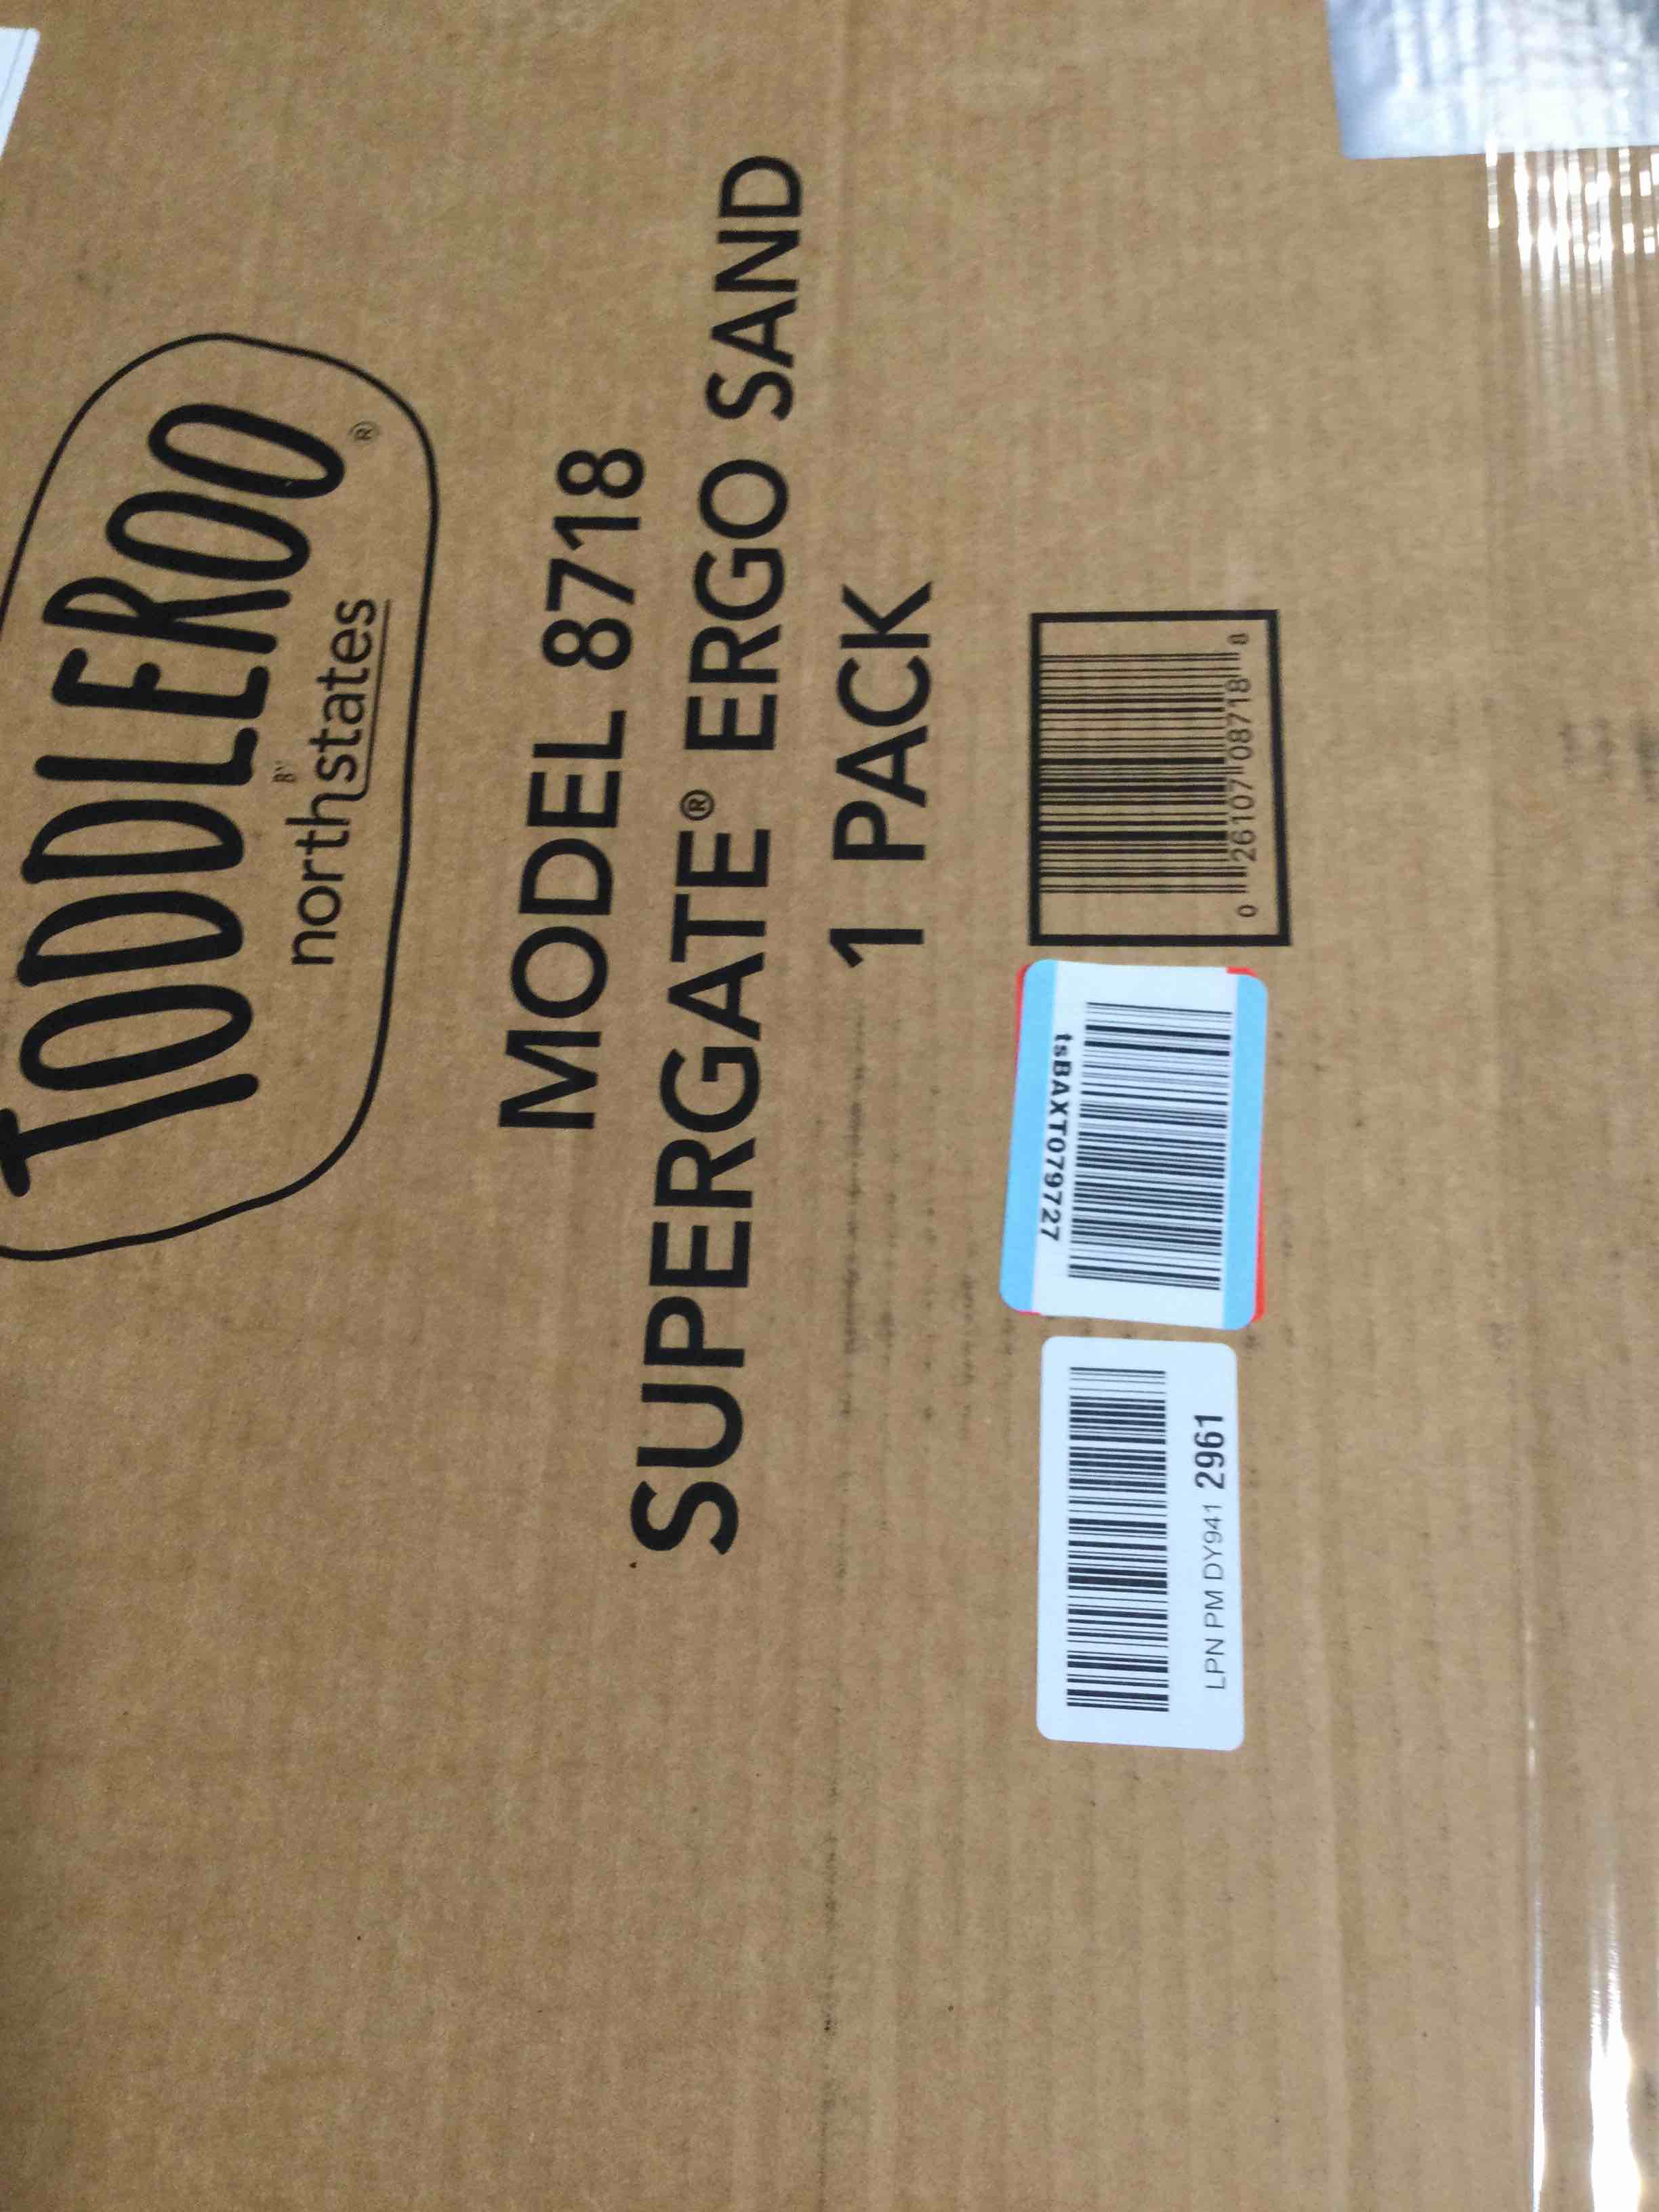 TODDLEROO®
BY
northstates
MODEL 8718
SUPERGATE® ERGO SAND
1 PACK
0 26107 08718 8
tsBAXT079727
LPN PM DY941 2961